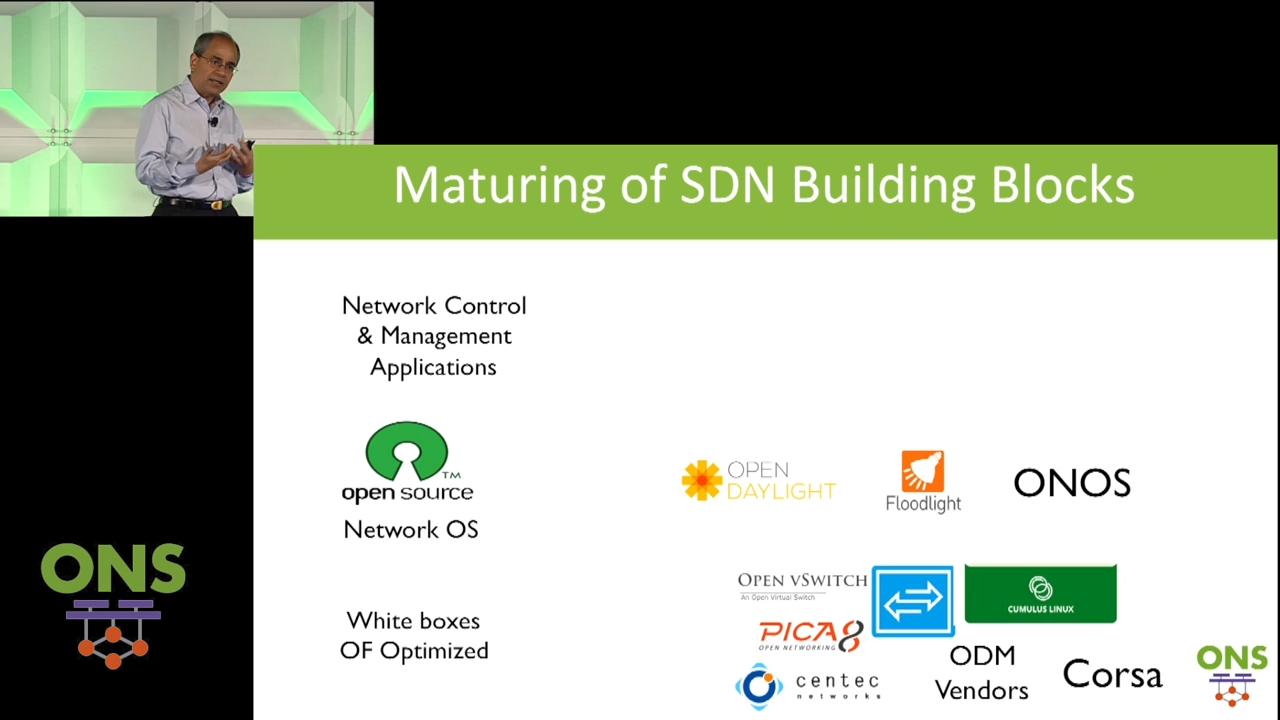 Maturing of SDN Building Blocks
Network Control
& Management
Applications
open source™
Network OS
OPEN
DAYLIGHT
Floodlight
ONOS
White boxes
OF Optimized
OPEN vSWITCH
An Open Virtual Switch
CUMULUS LINUX
PICA8
OPEN NETWORKING
centec
networks
ODM
Vendors
Corsa
ONS
ONS